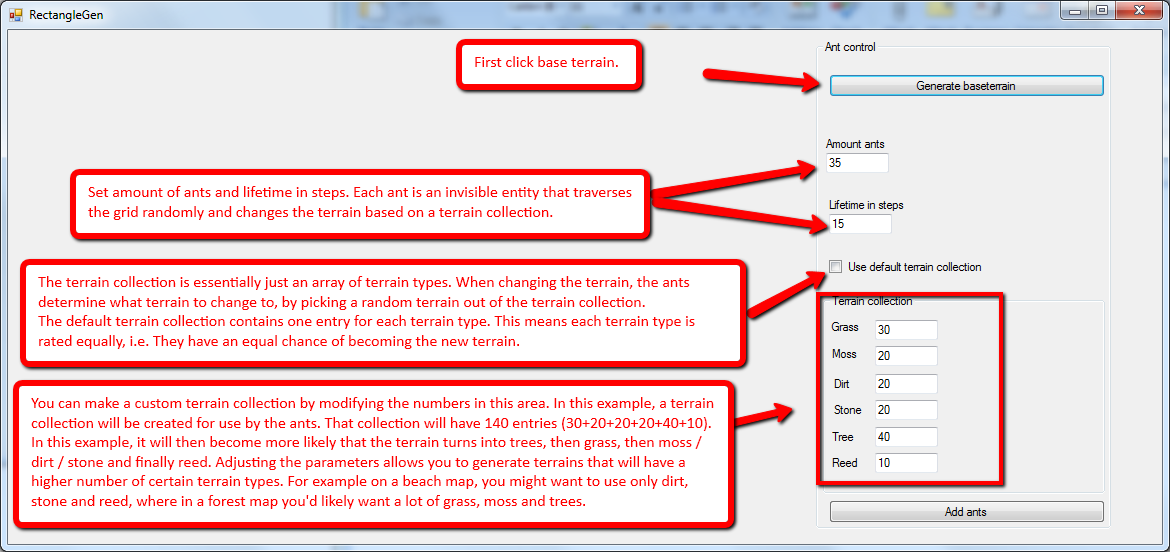 RectangleGen
Ant control
First click base terrain.
Generate baseterrain
Amount ants
35
Set amount of ants and lifetime in steps. Each ant is an invisible entity that traverses
the grid randomly and changes the terrain based on a terrain collection.
Lifetime in steps
15
Use default terrain collection
The terrain collection is essentially just an array of terrain types. When changing the terrain, the ants
determine what terrain to change to, by picking a random terrain out of the terrain collection.
The default terrain collection contains one entry for each terrain type. This means each terrain type is
rated equally, i.e. They have an equal chance of becoming the new terrain.
Terrain collection
Grass 30
Moss 20
Dirt 20
Stone 20
Tree 40
Reed 10
You can make a custom terrain collection by modifying the numbers in this area. In this example, a terrain
collection will be created for use by the ants. That collection will have 140 entries (30+20+20+20+40+10).
In this example, it will then become more likely that the terrain turns into trees, then grass, then moss /
dirt / stone and finally reed. Adjusting the parameters allows you to generate terrains that will have a
higher number of certain terrain types. For example on a beach map, you might want to use only dirt,
stone and reed, where in a forest map you'd likely want a lot of grass, moss and trees.
Add ants